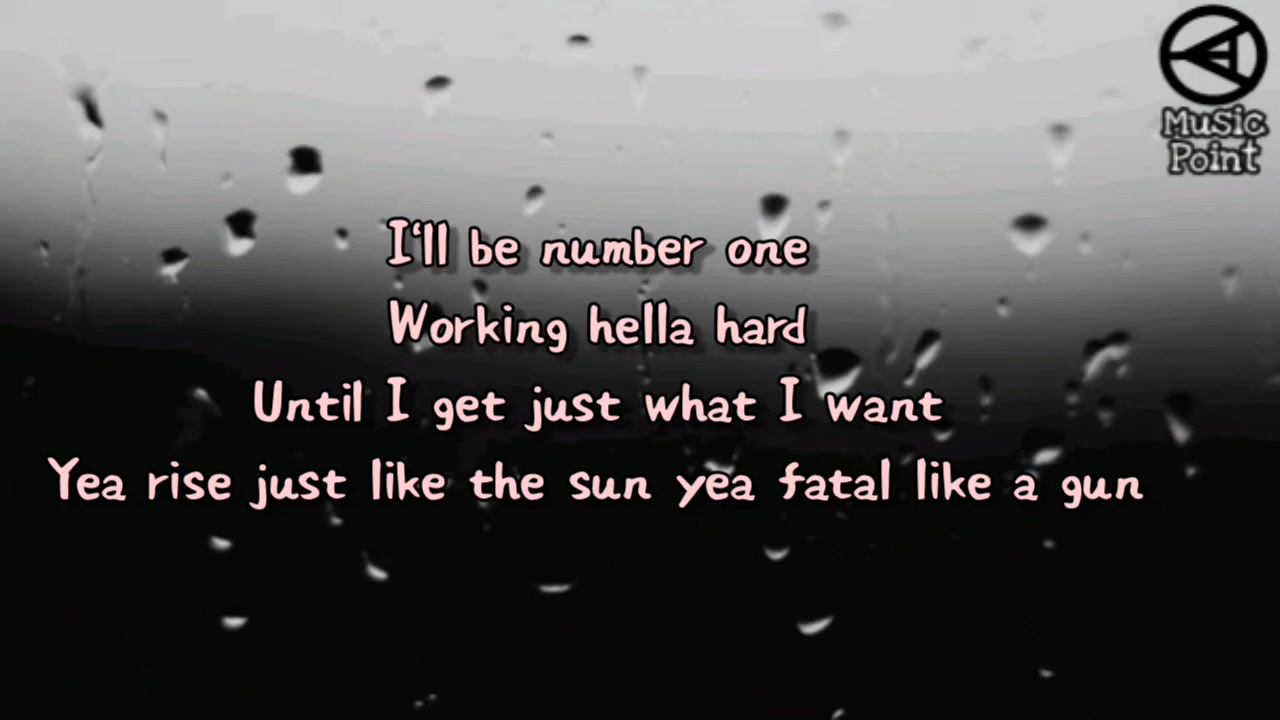 Music
Point
I'll be number one
Working hella hard
Until I get just what I want
Yea rise just like the sun yea fatal like a gun